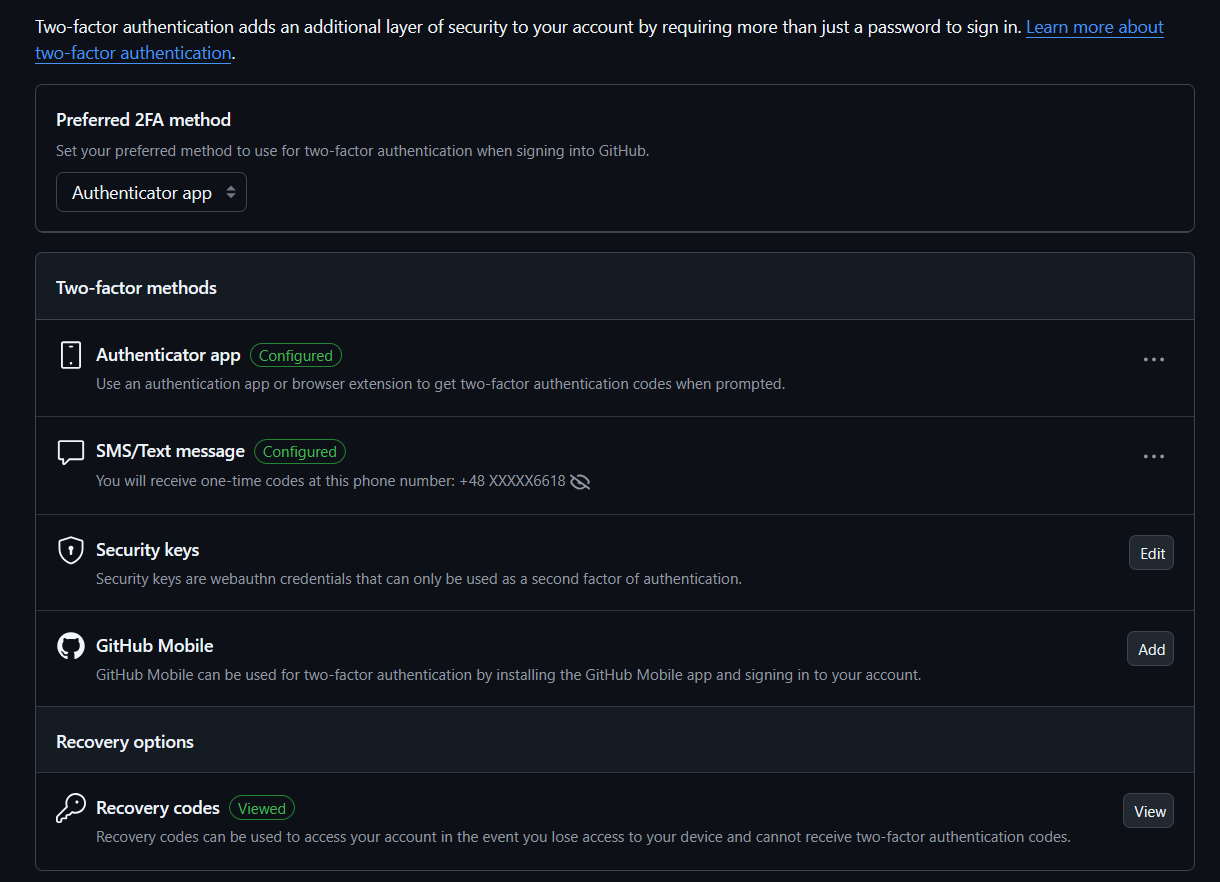 Two-factor authentication adds an additional layer of security to your account by requiring more than just a password to sign in. Learn more about
two-factor authentication.
Preferred 2FA method
Set your preferred method to use for two-factor authentication when signing into GitHub.
Authenticator app
Two-factor methods
Authenticator app Configured
Use an authentication app or browser extension to get two-factor authentication codes when prompted.
SMS/Text message Configured
You will receive one-time codes at this phone number: +48 XXXXX6618
Security keys
Edit
Security keys are webauthn credentials that can only be used as a second factor of authentication.
GitHub Mobile
Add
GitHub Mobile can be used for two-factor authentication by installing the GitHub Mobile app and signing in to your account.
Recovery options
Recovery codes Viewed
View
Recovery codes can be used to access your account in the event you lose access to your device and cannot receive two-factor authentication codes.